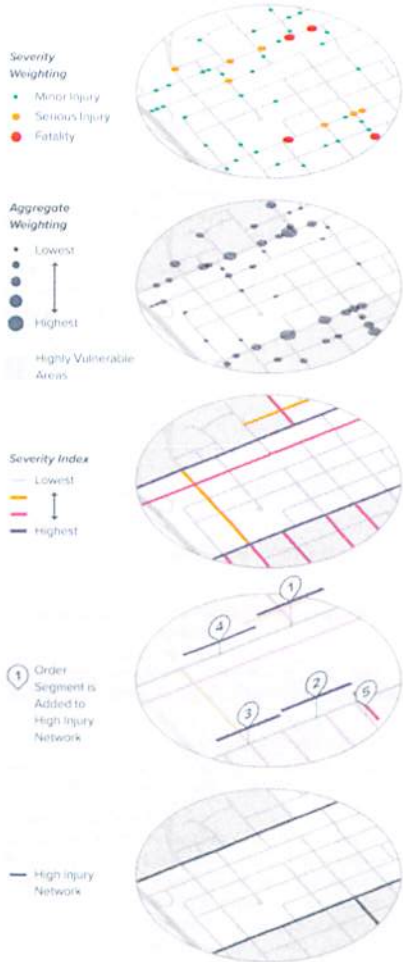 Severity
Weighting
Minor Injury
Serious Injury
Fatality
Aggregate
Weighting
Lowest
Highest
Highly Vulnerable
Areas
Severity Index
Lowest
Highest
1
4
2
3
5
1 Order
Segment is
Added to
High Injury
Network
High Injury
Network